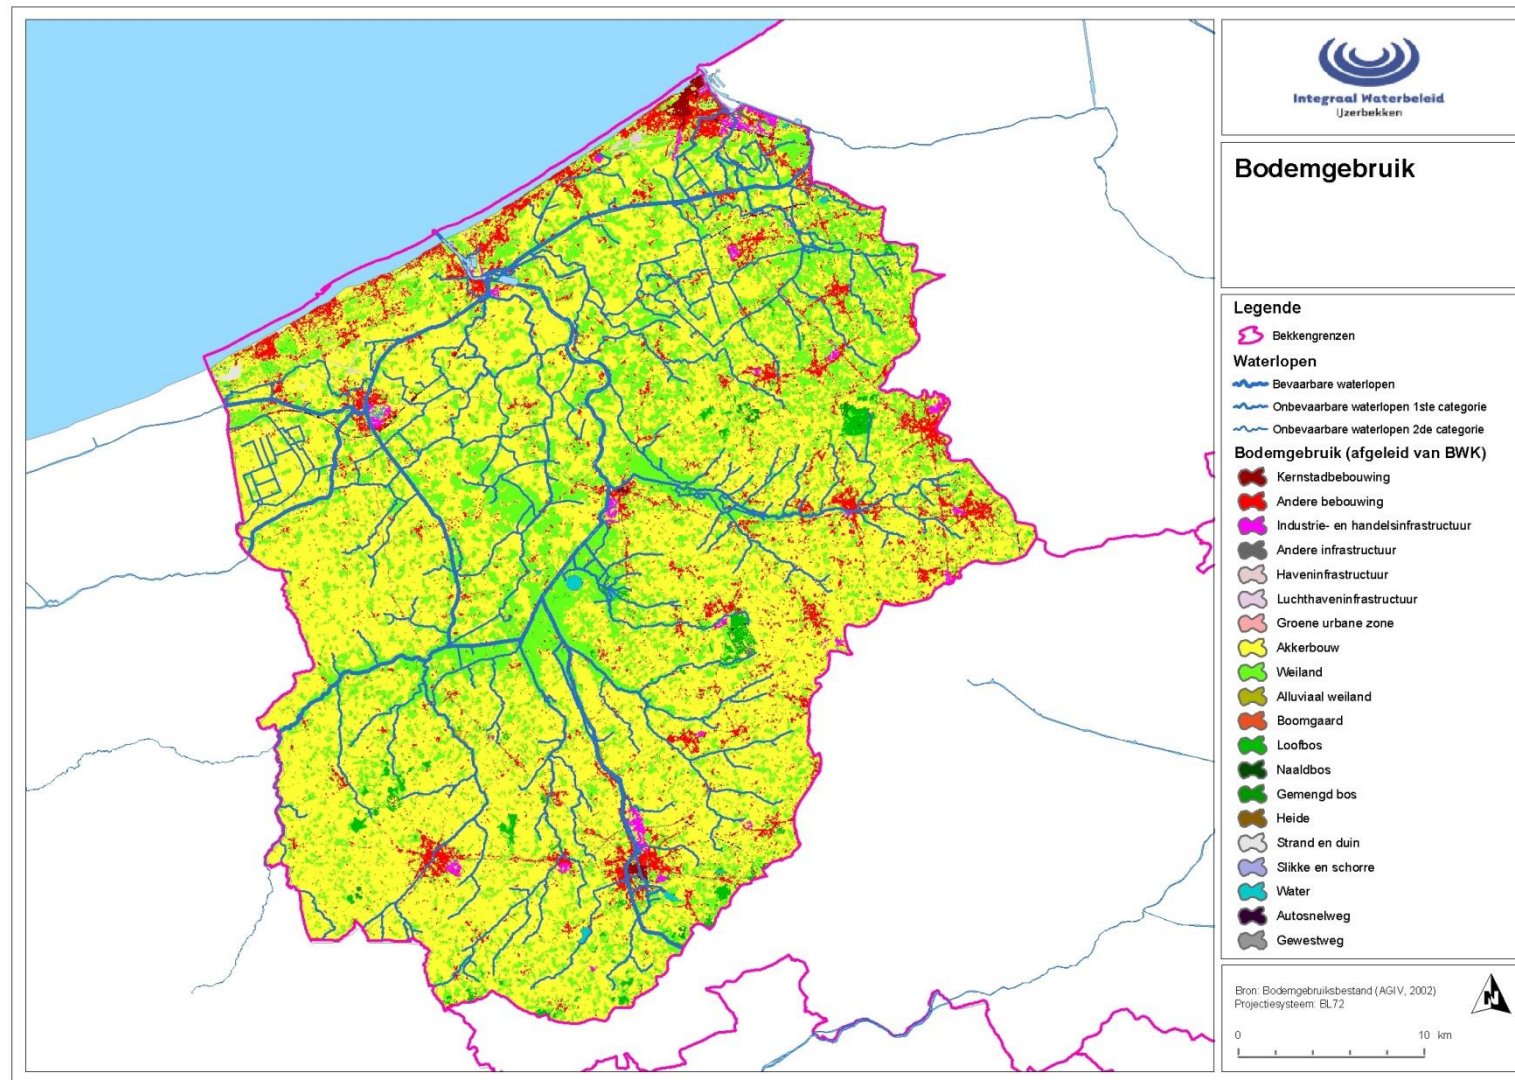 Integraal Waterbeleid
IJzerbekken
Bodemgebruik
Legende
Bekkengrenzen
Waterlopen
Bevaarbare waterlopen
Onbevaarbare waterlopen 1ste categorie
Onbevaarbare waterlopen 2de categorie
Bodemgebruik (afgeleid van BWK)
Kernstadbebouwing
Andere bebouwing
Industrie- en handelsinfrastructuur
Andere infrastructuur
Haveninfrastructuur
Luchthaveninfrastructuur
Groene urbane zone
Akkerbouw
Weiland
Alluviaal weiland
Boomgaard
Loofbos
Naaldbos
Gemengd bos
Heide
Strand en duin
Slikke en schorre
Water
Autosnelweg
Gewestweg
Bron: Bodemgebruiksbestand (AGIV, 2002)
Projectiesysteem: BL72
N
0 10 km